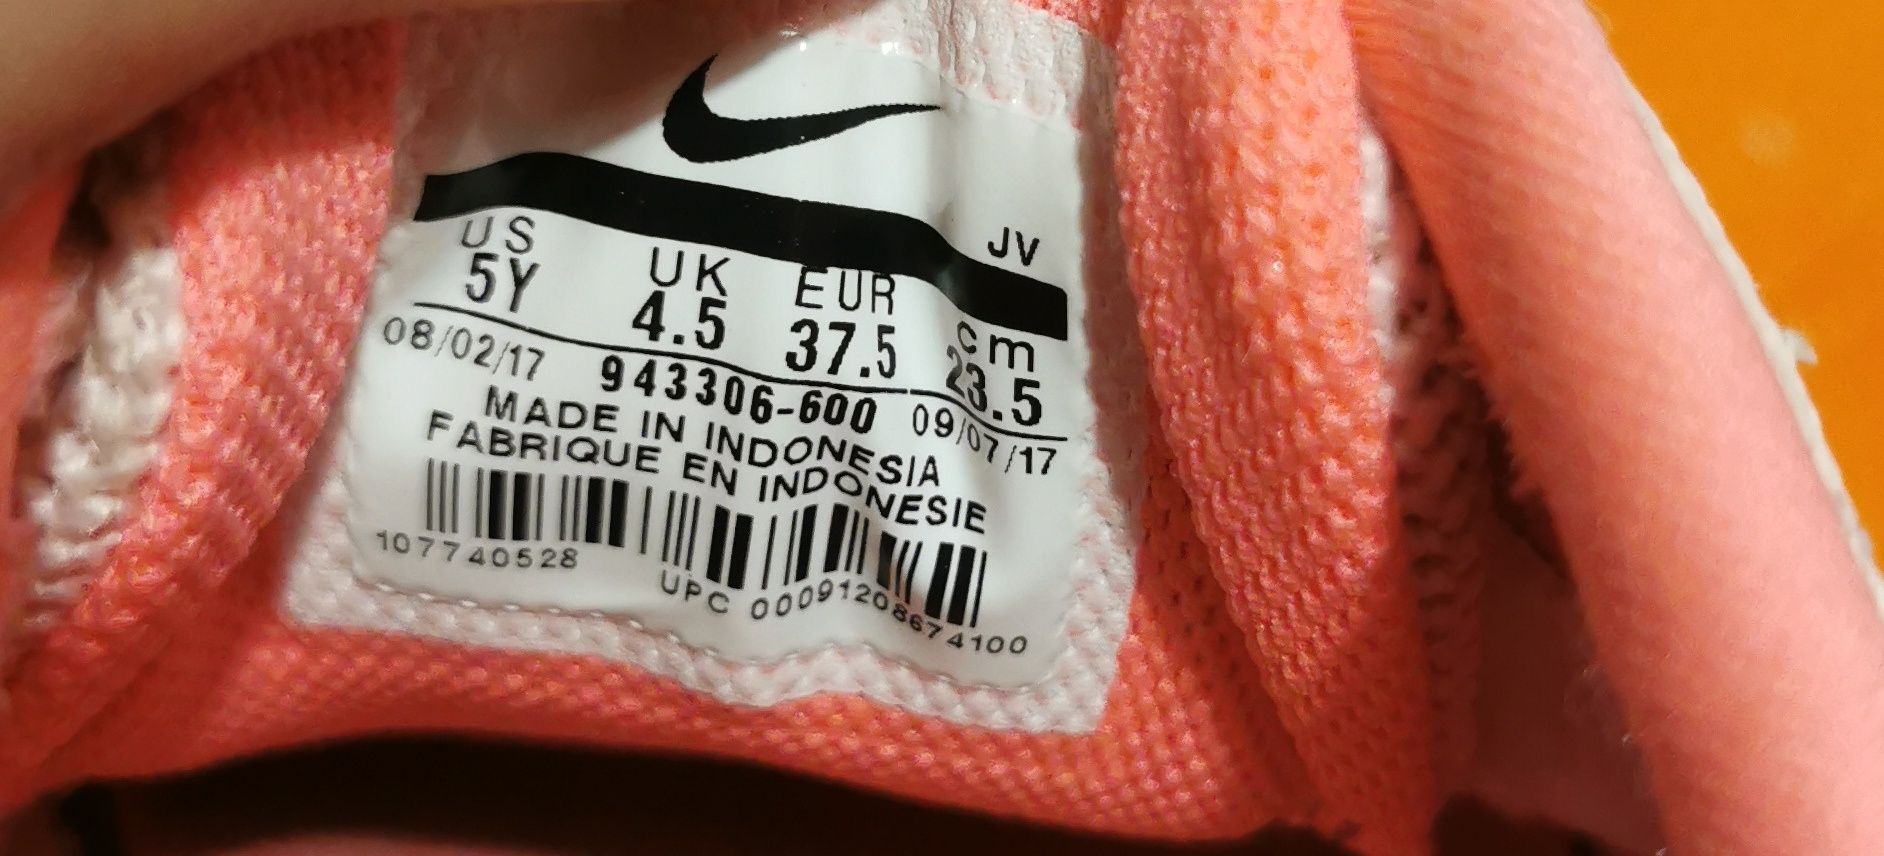 JV
US UK EUR cm
5Y 4.5 37.5 23.5
08/02/17 943306-600 09/07/17
MADE IN INDONESIA
FABRIQUE EN INDONESIE
107740528
UPC 00091208674100